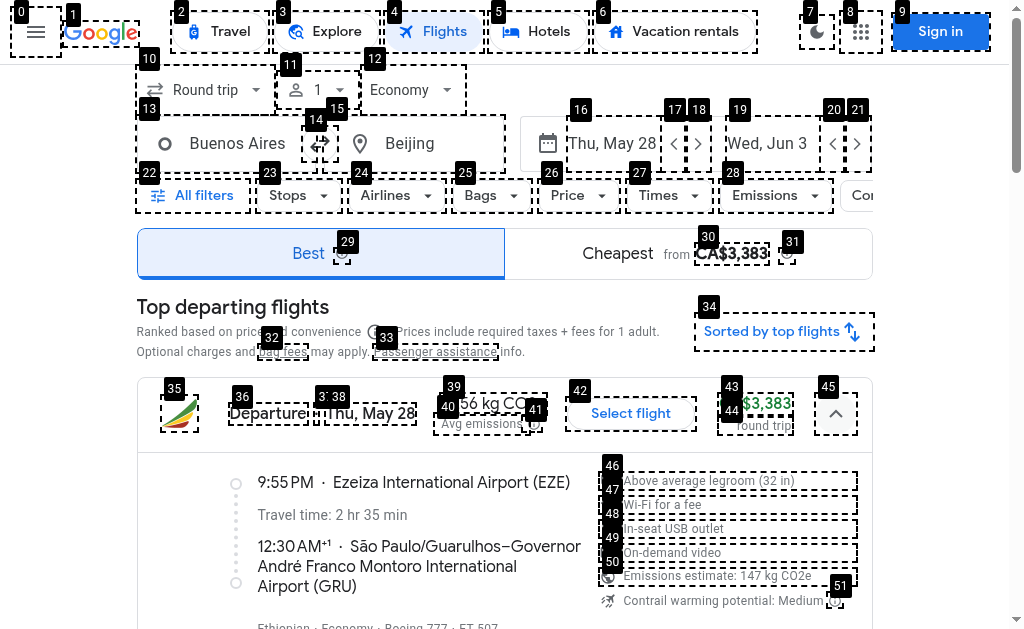 Google
Travel
Explore
Flights
Hotels
Vacation rentals
Sign in
Round trip
1
Economy
Buenos Aires
Beijing
Thu, May 28
Wed, Jun 3
All filters
Stops
Airlines
Bags
Price
Times
Emissions
Best
Cheapest from CA$3,383
Top departing flights
Ranked based on price and convenience Prices include required taxes + fees for 1 adult.
Optional charges and bag fees may apply. Passenger assistance info.
Sorted by top flights
Departure
Thu, May 28
56 kg CO
Avg emissions
Select flight
$3,383
round trip
9:55 PM · Ezeiza International Airport (EZE)
Travel time: 2 hr 35 min
12:30 AM+1 · São Paulo/Guarulhos–Governor
André Franco Montoro International
Airport (GRU)
Ethiopian · Economy · Boeing 777 · ET 507
Above average legroom (32 in)
Wi-Fi for a fee
In-seat USB outlet
On-demand video
Emissions estimate: 147 kg CO2e
Contrail warming potential: Medium
0
1
2
3
4
5
6
7
8
9
10
11
12
13
14
15
16
17
18
19
20
21
22
23
24
25
26
27
28
29
30
31
32
33
34
35
36
38
39
40
41
42
43
44
45
46
47
48
49
50
51